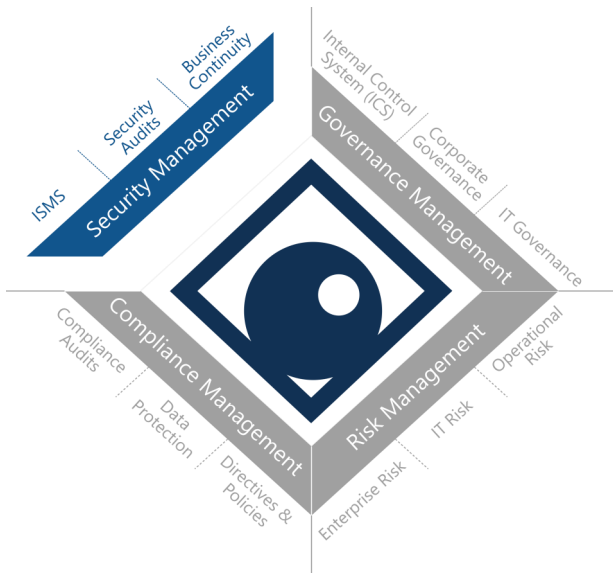 Business
Continuity
Security
Audits
ISMS
Security Management
Internal Control
System (ICS)
Corporate
Governance
IT Governance
Governance Management
Compliance Management
Compliance
Audits
Data
Protection
Directives &
Policies
Risk Management
Operational
Risk
IT Risk
Enterprise Risk